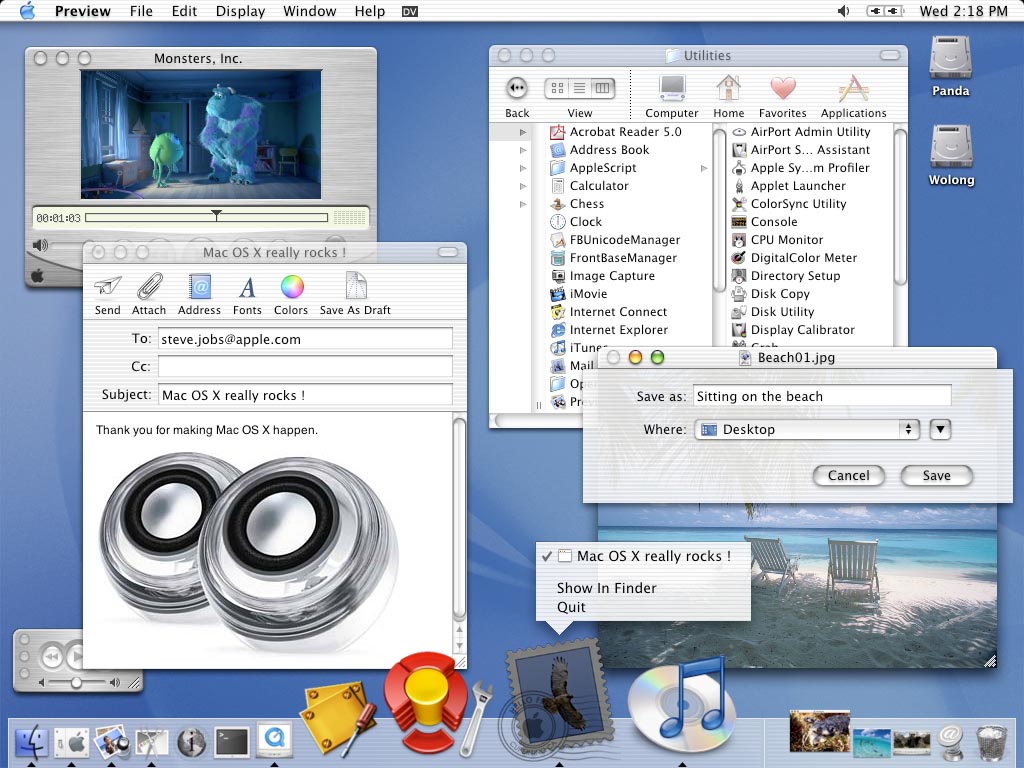 Preview File Edit Display Window Help DV Wed 2:18 PM
Monsters, Inc.
00:01:03
Utilities
Back View Computer Home Favorites Applications
Acrobat Reader 5.0
Address Book
AppleScript
Calculator
Chess
Clock
FBUnicodeManager
FrontBaseManager
Image Capture
iMovie
Internet Connect
Internet Explorer
iTunes
Mail
AirPort Admin Utility
AirPort S... Assistant
Apple Sy...m Profiler
Applet Launcher
ColorSync Utility
Console
CPU Monitor
DigitalColor Meter
Directory Setup
Disk Copy
Disk Utility
Display Calibrator
Grab
Panda
Wolong
Mac OS X really rocks !
Send Attach Address Fonts Colors Save As Draft
To: steve.jobs@apple.com
Cc:
Subject: Mac OS X really rocks !
Thank you for making Mac OS X happen.
Beach01.jpg
Save as: Sitting on the beach
Where: Desktop
Cancel Save
Mac OS X really rocks !
Show In Finder
Quit